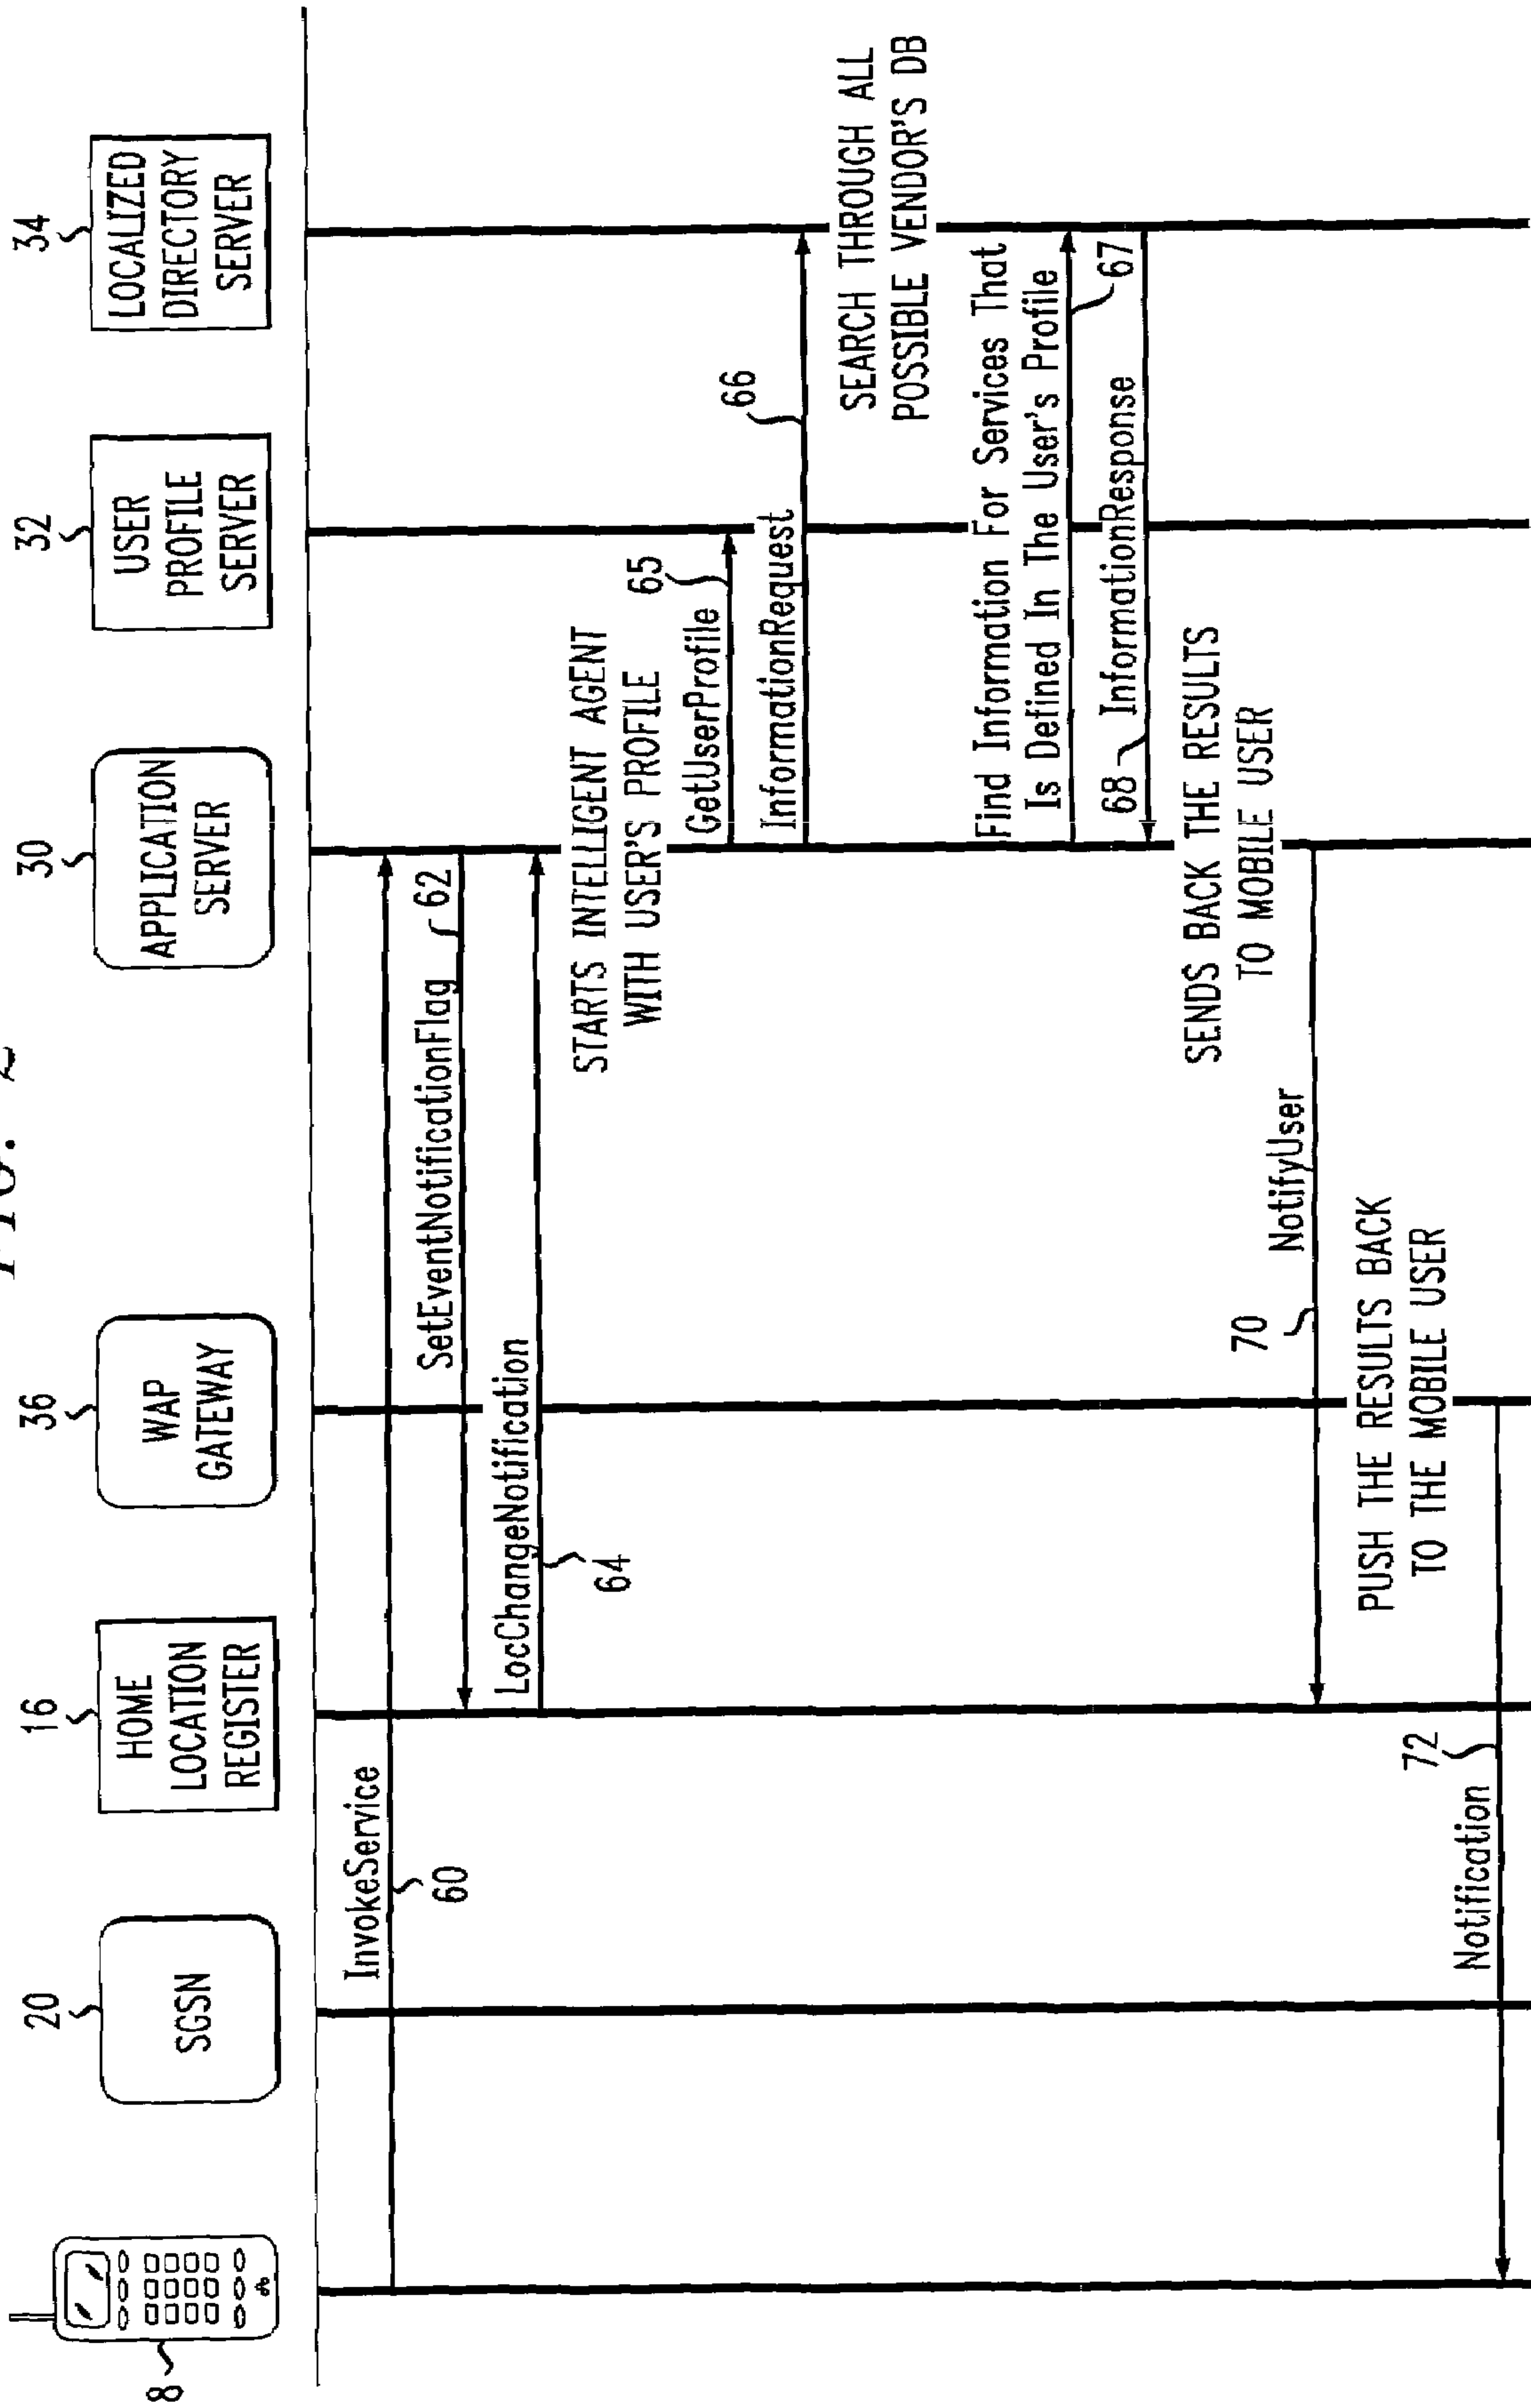 FIG. 2
8
20
SGSN
16
HOME
LOCATION
REGISTER
36
WAP
GATEWAY
30
APPLICATION
SERVER
32
USER
PROFILE
SERVER
34
LOCALIZED
DIRECTORY
SERVER
InvokeService
60
SetEventNotificationFlag
62
LocChangeNotification
64
STARTS INTELLIGENT AGENT
WITH USER'S PROFILE
GetUserProfile
65
InformationRequest
66
SEARCH THROUGH ALL
POSSIBLE VENDOR'S DB
Find Information For Services That
Is Defined In The User's Profile
67
68
InformationResponse
SENDS BACK THE RESULTS
TO MOBILE USER
NotifyUser
70
PUSH THE RESULTS BACK
TO THE MOBILE USER
Notification
72